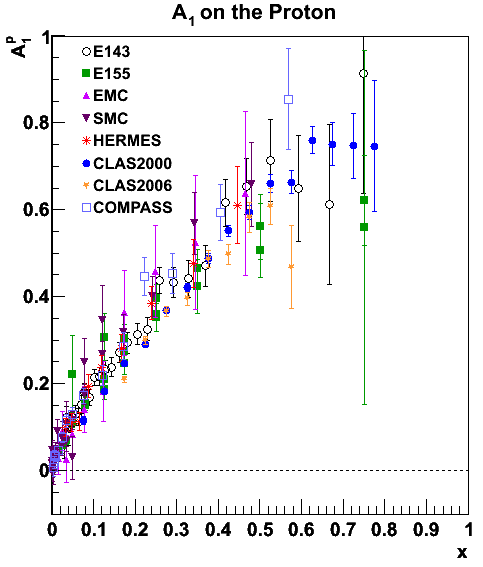 A1 on the Proton
A1p
1
0.8
0.6
0.4
0.2
0
E143
E155
EMC
SMC
HERMES
CLAS2000
CLAS2006
COMPASS
0 0.1 0.2 0.3 0.4 0.5 0.6 0.7 0.8 0.9 1
x